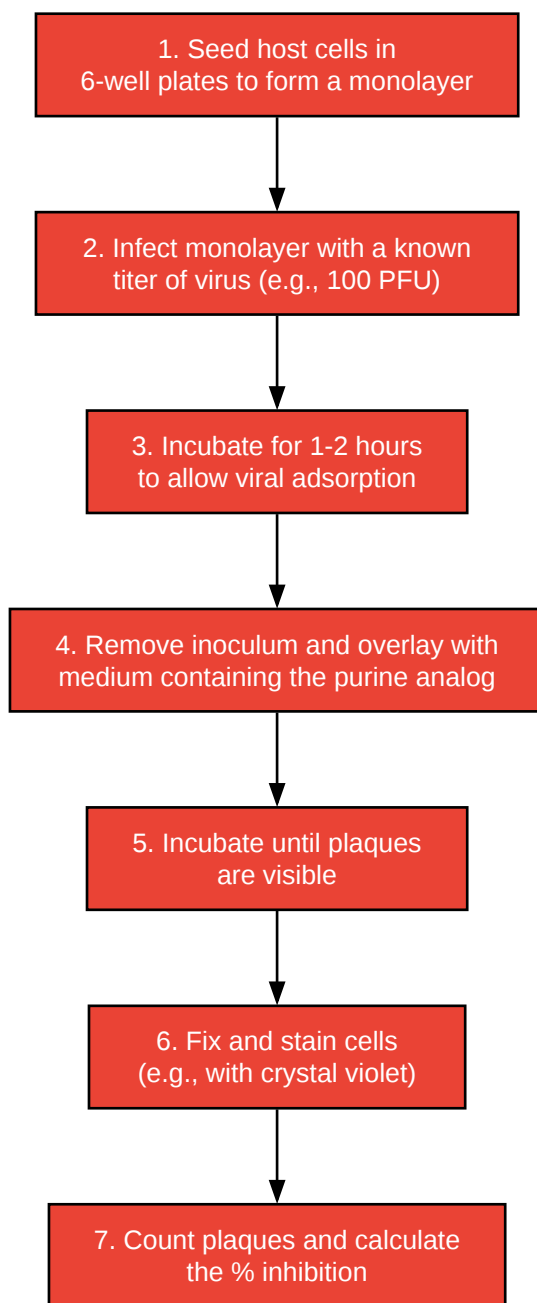 1. Seed host cells in
6-well plates to form a monolayer
2. Infect monolayer with a known
titer of virus (e.g., 100 PFU)
3. Incubate for 1-2 hours
to allow viral adsorption
4. Remove inoculum and overlay with
medium containing the purine analog
5. Incubate until plaques
are visible
6. Fix and stain cells
(e.g., with crystal violet)
7. Count plaques and calculate
the % inhibition